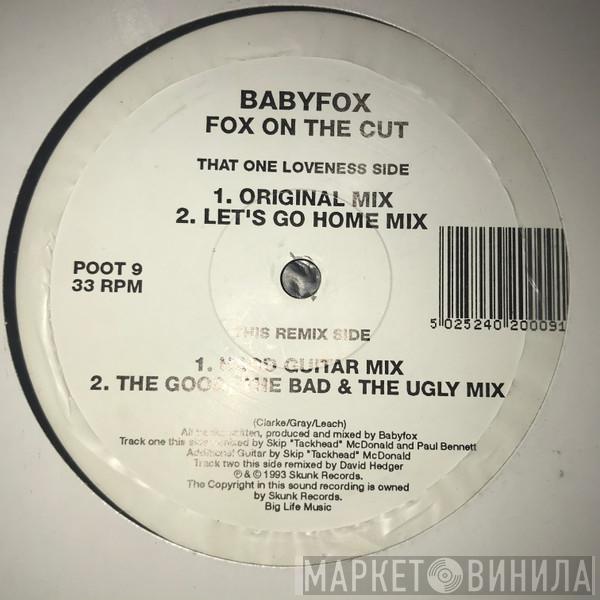 BABYFOX
FOX ON THE CUT
THAT ONE LOVENESS SIDE
1. ORIGINAL MIX
2. LET'S GO HOME MIX
POOT 9
33 RPM
5 025240 200091
THIS REMIX SIDE
1. GUITAR MIX
2. THE GOOD, THE BAD & THE UGLY MIX
(Clarke/Gray/Leach)
All tracks written, produced and mixed by Babyfox
Track one this side remixed by Skip "Tackhead" McDonald and Paul Bennett
Additional Guitar by Skip "Tackhead" McDonald
Track two this side remixed by David Hedger
℗ & © 1993 Skunk Records.
The Copyright in this sound recording is owned
by Skunk Records.
Big Life Music
МАРКЕТ ВИНИЛА